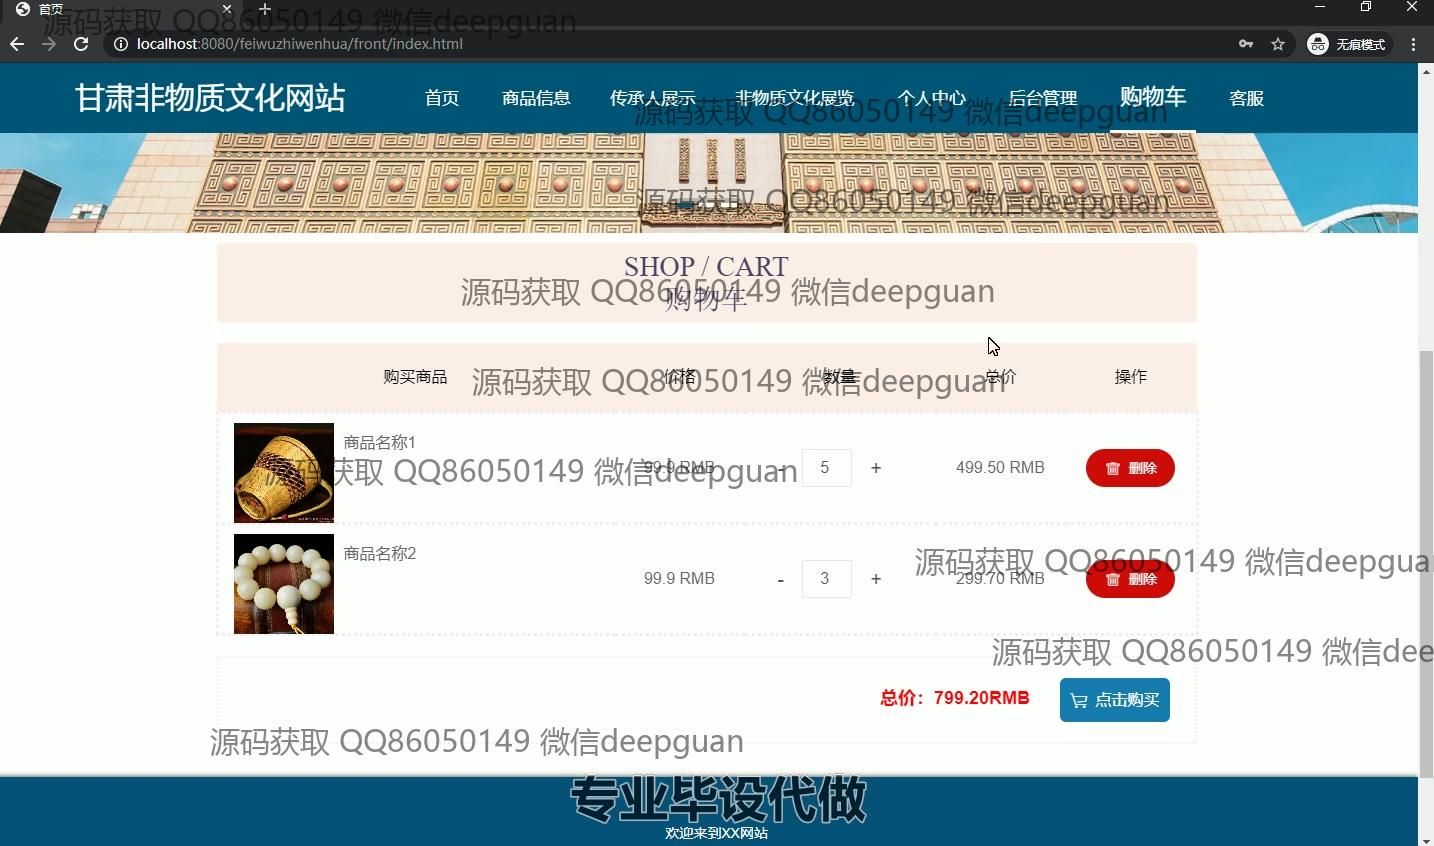 首页
源码获取 QQ86050149 微信deepguan
localhost:8080/feiwuzhiwenhua/front/index.html
无痕模式
甘肃非物质文化网站
首页 商品信息 传承人展示 非物质文化展览 个人中心 后台管理 购物车 客服
源码获取 QQ86050149 微信deepguan
源码获取 QQ86050149 微信deepguan
SHOP / CART
源码获取 QQ86050149 微信deepguan
购物车
购买商品 价格 数量 总价 操作
源码获取 QQ86050149 微信deepguan
商品名称1
99.9 RMB - 5 + 499.50 RMB 删除
源码获取 QQ86050149 微信deepguan
商品名称2
源码获取 QQ86050149 微信deepgua
99.9 RMB - 3 + 299.70 RMB 删除
源码获取 QQ86050149 微信dee
总价：799.20RMB 点击购买
源码获取 QQ86050149 微信deepguan
专业毕设代做
欢迎来到XX网站